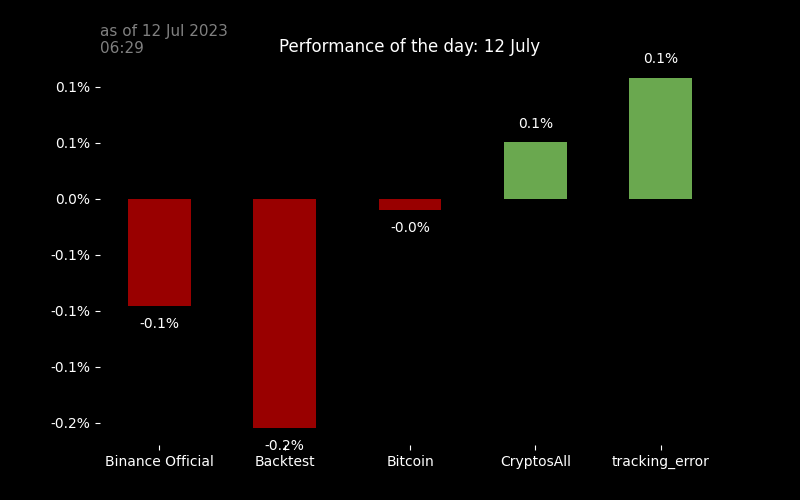 as of 12 Jul 2023
06:29
Performance of the day: 12 July
0.1%
0.1%
0.1%
0.1%
0.0%
-0.0%
-0.1%
-0.1%
-0.1%
-0.1%
-0.2%
-0.2%
Binance Official
Backtest
Bitcoin
CryptosAll
tracking_error